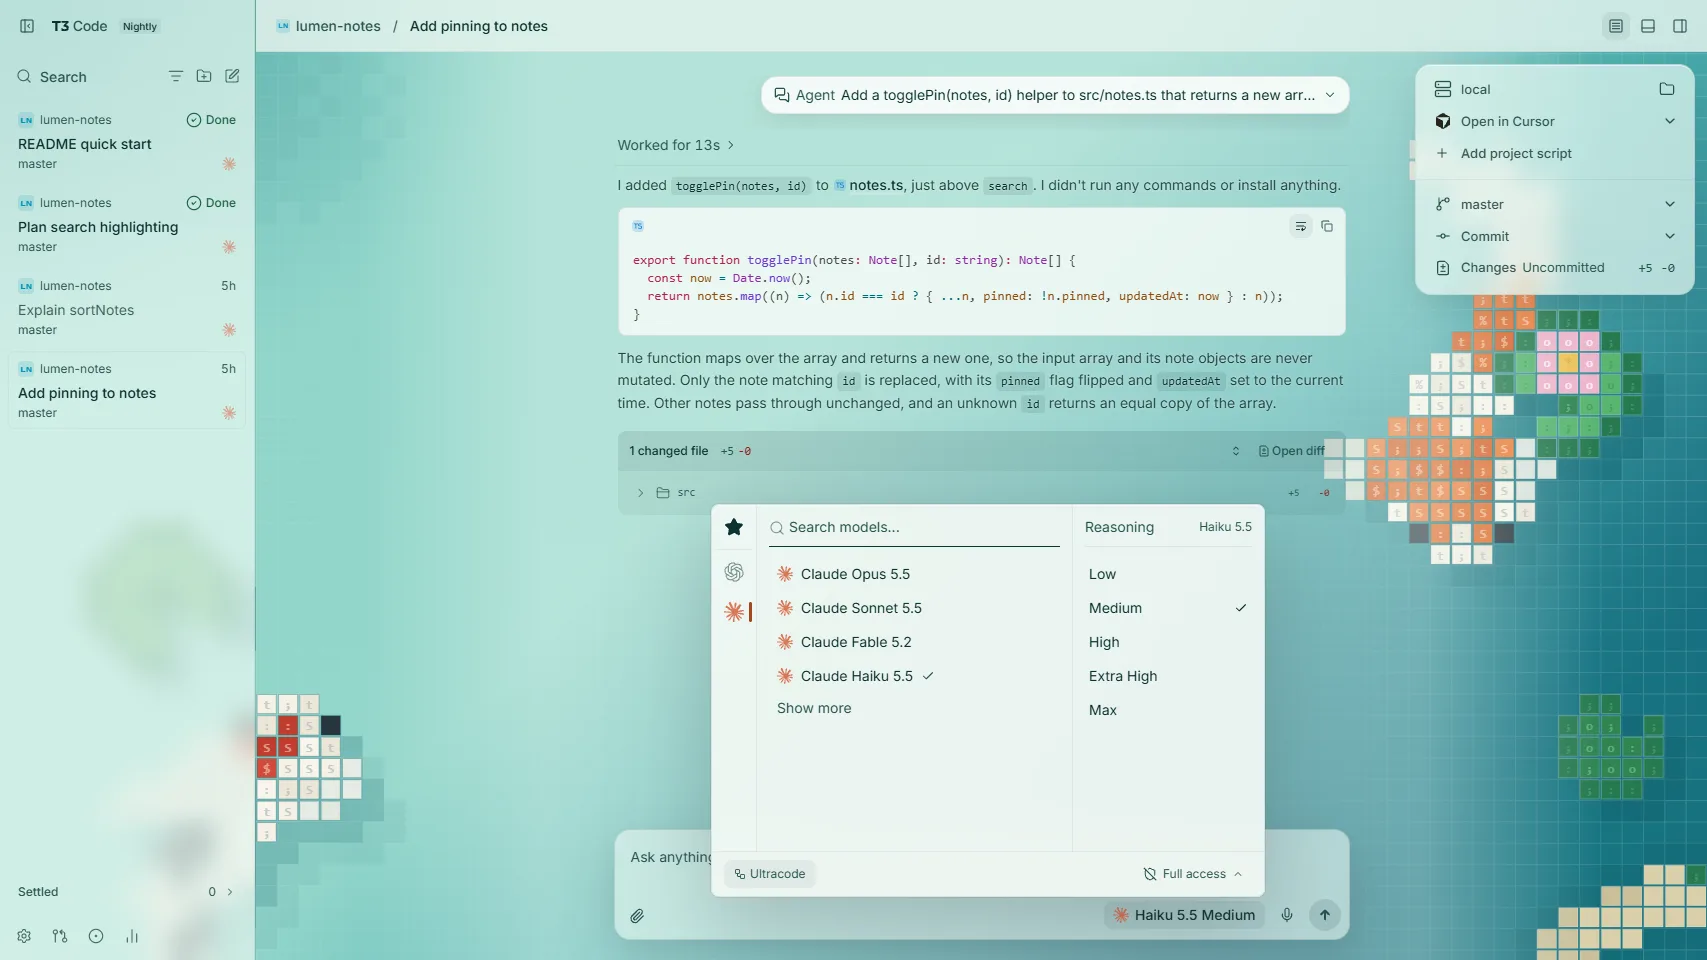 T3 Code Nightly
Search
LN lumen-notes Done
README quick start
master
LN lumen-notes Done
Plan search highlighting
master
LN lumen-notes 5h
Explain sortNotes
master
LN lumen-notes 5h
Add pinning to notes
master
Settled 0
LN lumen-notes / Add pinning to notes
Agent Add a togglePin(notes, id) helper to src/notes.ts that returns a new arr...
Worked for 13s
I added togglePin(notes, id) to TS notes.ts, just above search. I didn't run any commands or install anything.
TS
export function togglePin(notes: Note[], id: string): Note[] {
const now = Date.now();
return notes.map((n) => (n.id === id ? { ...n, pinned: !n.pinned, updatedAt: now } : n));
}
The function maps over the array and returns a new one, so the input array and its note objects are never
mutated. Only the note matching id is replaced, with its pinned flag flipped and updatedAt set to the current
time. Other notes pass through unchanged, and an unknown id returns an equal copy of the array.
1 changed file +5 -0 Open diff
src +5 -0
Search models...
Claude Opus 5.5
Claude Sonnet 5.5
Claude Fable 5.2
Claude Haiku 5.5
Show more
Reasoning Haiku 5.5
Low
Medium
High
Extra High
Max
Ultracode Full access
Ask anything
Haiku 5.5 Medium
local
Open in Cursor
Add project script
master
Commit
Changes Uncommitted +5 -0